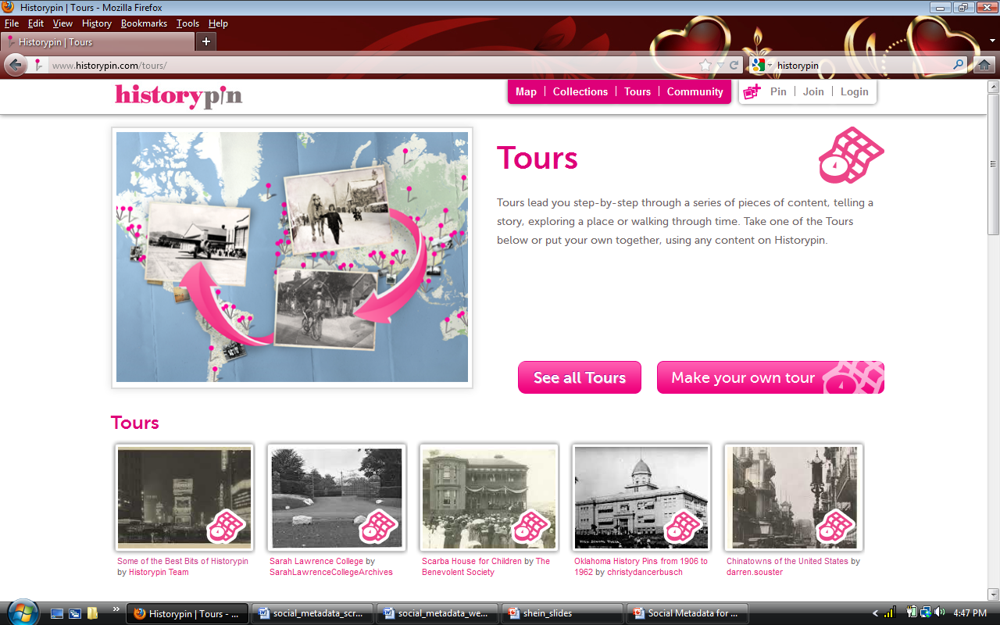 Historypin | Tours - Mozilla Firefox
File Edit View History Bookmarks Tools Help
Historypin | Tours +
www.historypin.com/tours/ historypin
historypin Map Collections Tours Community Pin Join Login
Tours
Tours lead you step-by-step through a series of pieces of content, telling a
story, exploring a place or walking through time. Take one of the Tours
below or put your own together, using any content on Historypin.
See all Tours Make your own tour
Tours
HIGH SCHOOL TULSA
Some of the Best Bits of Historypin
by Historypin Team
Sarah Lawrence College by
SarahLawrenceCollegeArchives
Scarba House for Children by The
Benevolent Society
Oklahoma History Pins from 1906 to
1962 by christydancerbusch
Chinatowns of the United States by
darren.souster
» Historypin | Tours - ... social_metadata_scr... social_metadata_we... shein_slides Social Metadata for ... 4:47 PM